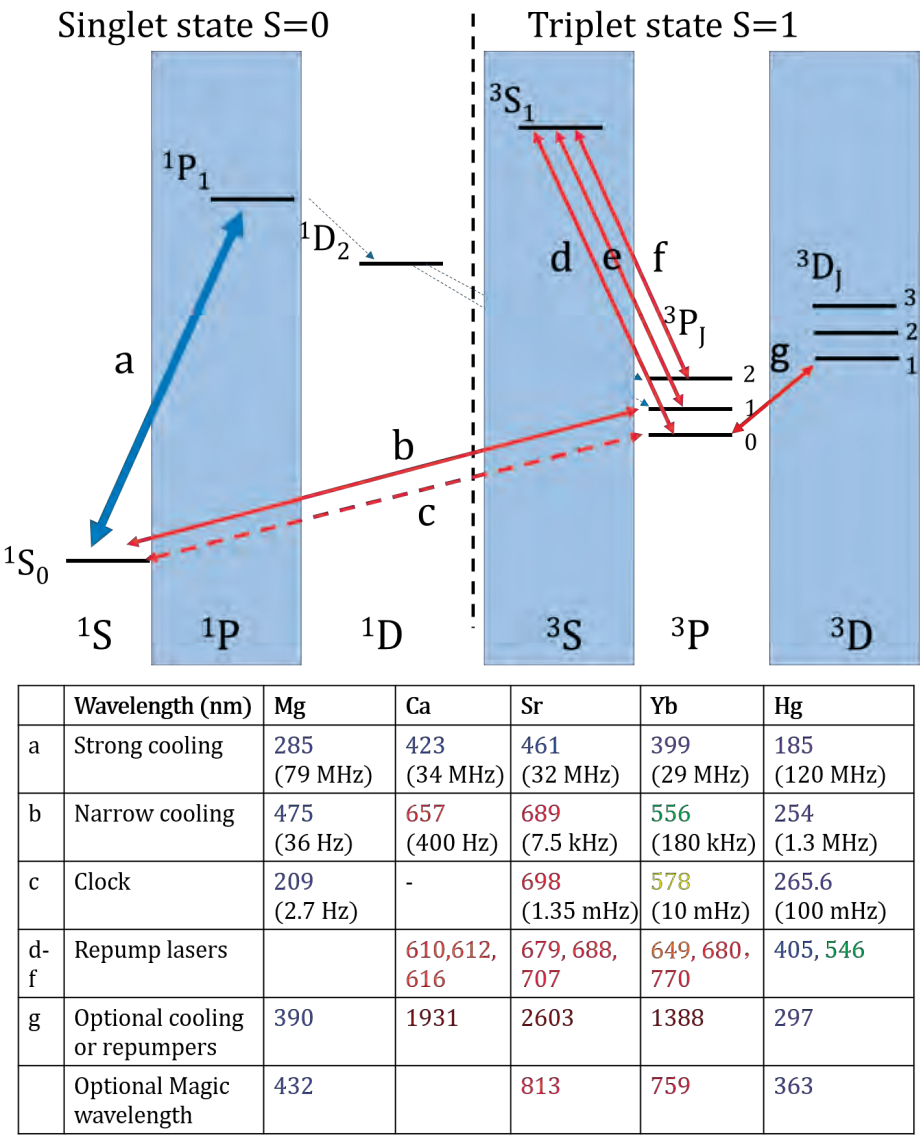 Singlet state S=0
Triplet state S=1
³S₁
¹P₁
¹D₂
³Dⱼ
3
2
1
d
e
f
³Pⱼ
2
1
0
g
a
b
c
¹S₀
¹S
¹P
¹D
³S
³P
³D
Wavelength (nm) Mg Ca Sr Yb Hg
a Strong cooling 285 423 461 399 185
(79 MHz) (34 MHz) (32 MHz) (29 MHz) (120 MHz)
b Narrow cooling 475 657 689 556 254
(36 Hz) (400 Hz) (7.5 kHz) (180 kHz) (1.3 MHz)
c Clock 209 - 698 578 265.6
(2.7 Hz) (1.35 mHz) (10 mHz) (100 mHz)
d- Repump lasers 610,612, 679, 688, 649, 680, 405, 546
f 616 707 770
g Optional cooling 390 1931 2603 1388 297
or repumpers
Optional Magic 432 813 759 363
wavelength